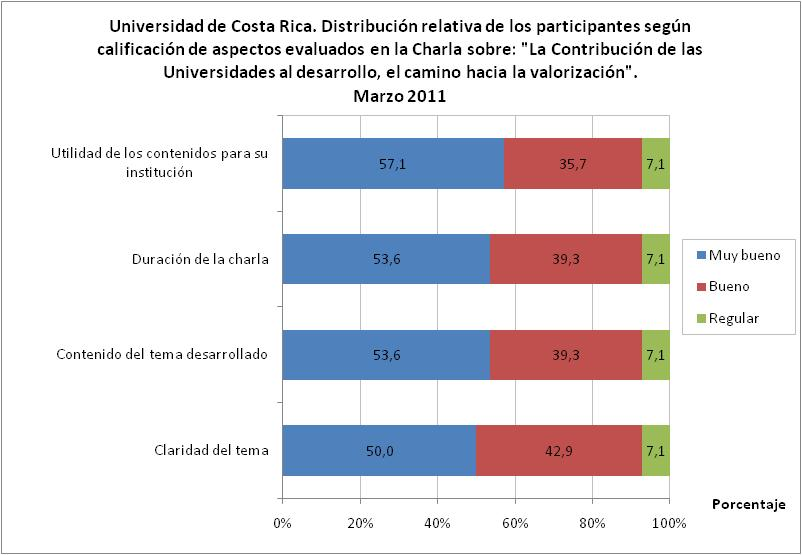 Universidad de Costa Rica. Distribución relativa de los participantes según
calificación de aspectos evaluados en la Charla sobre: "La Contribución de las
Universidades al desarrollo, el camino hacia la valorización".
Marzo 2011
Utilidad de los contenidos para su
institución
57,1 35,7 7,1
Duración de la charla
53,6 39,3 7,1
Contenido del tema desarrollado
53,6 39,3 7,1
Claridad del tema
50,0 42,9 7,1
Muy bueno
Bueno
Regular
Porcentaje
0% 20% 40% 60% 80% 100%